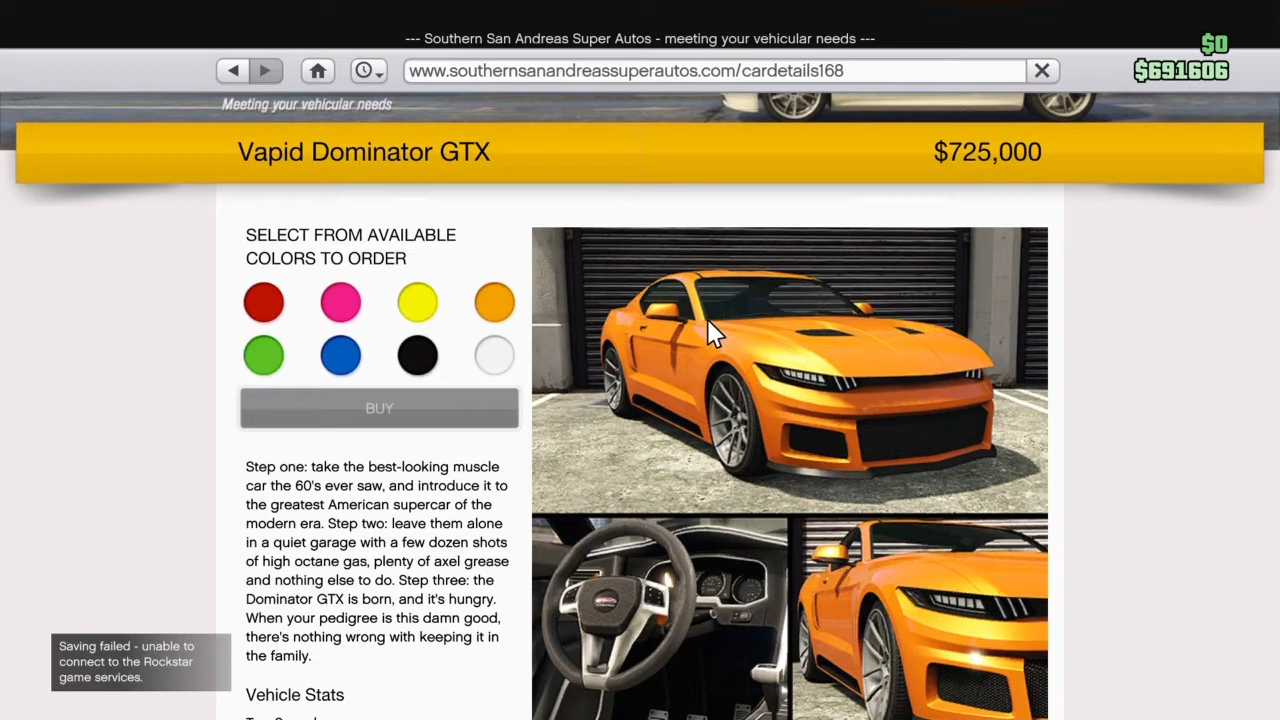 --- Southern San Andreas Super Autos - meeting your vehicular needs ---
$0
www.southernsanandreassuperautos.com/cardetails168
$691606
Meeting your vehicular needs
Vapid Dominator GTX
$725,000
SELECT FROM AVAILABLE
COLORS TO ORDER
BUY
Step one: take the best-looking muscle
car the 60's ever saw, and introduce it to
the greatest American supercar of the
modern era. Step two: leave them alone
in a quiet garage with a few dozen shots
of high octane gas, plenty of axel grease
and nothing else to do. Step three: the
Dominator GTX is born, and it's hungry.
When your pedigree is this damn good,
there's nothing wrong with keeping it in
the family.
Saving failed - unable to
connect to the Rockstar
game services.
Vehicle Stats